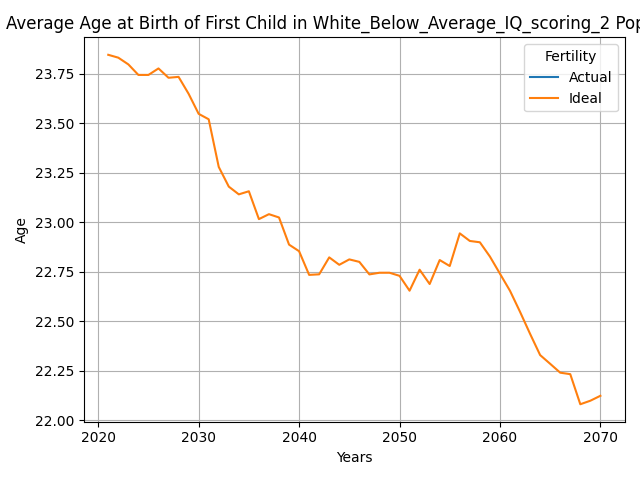 Average Age at Birth of First Child in White_Below_Average_IQ_scoring_2 Pop
Fertility
Actual
Ideal
23.75
23.50
23.25
23.00
22.75
22.50
22.25
22.00
Age
2020 2030 2040 2050 2060 2070
Years